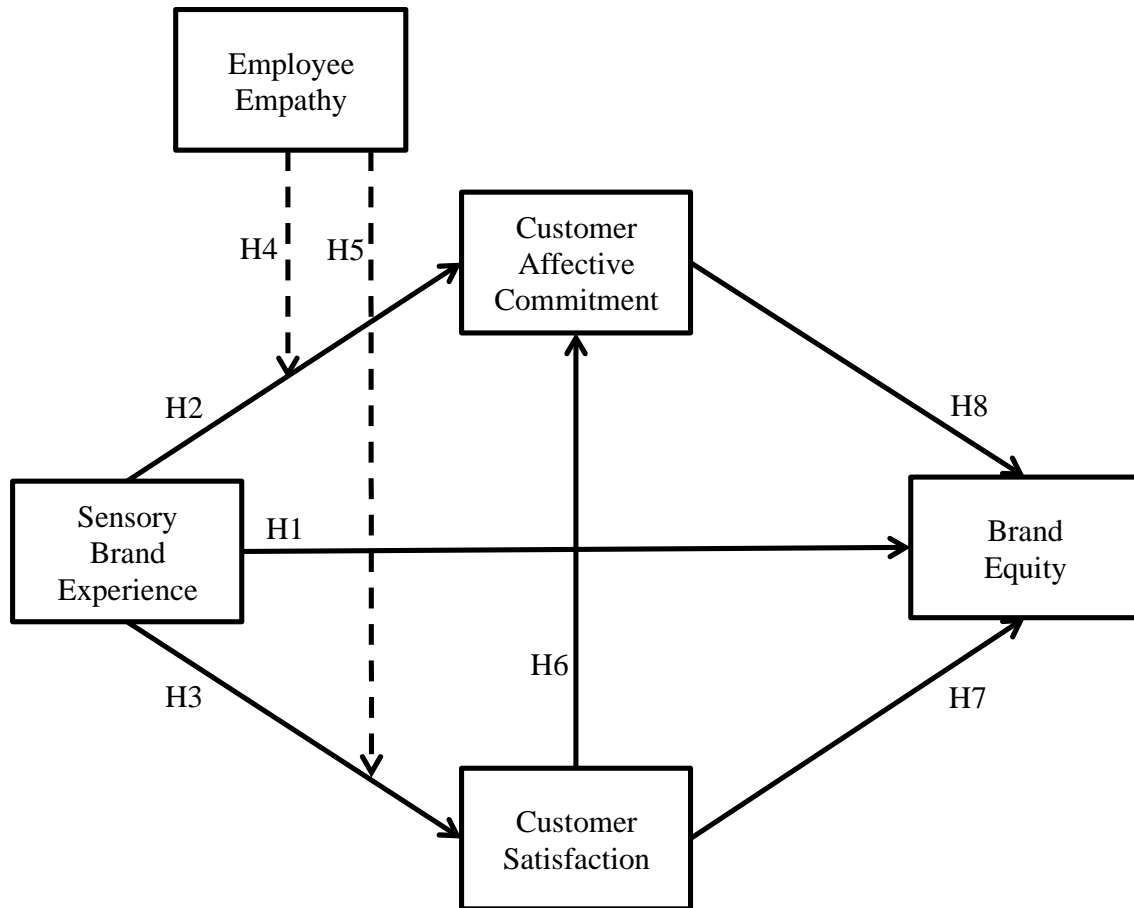 Employee
Empathy
H4
H5
Customer
Affective
Commitment
H2
H8
Sensory
Brand
Experience
H1
Brand
Equity
H3
H6
H7
Customer
Satisfaction